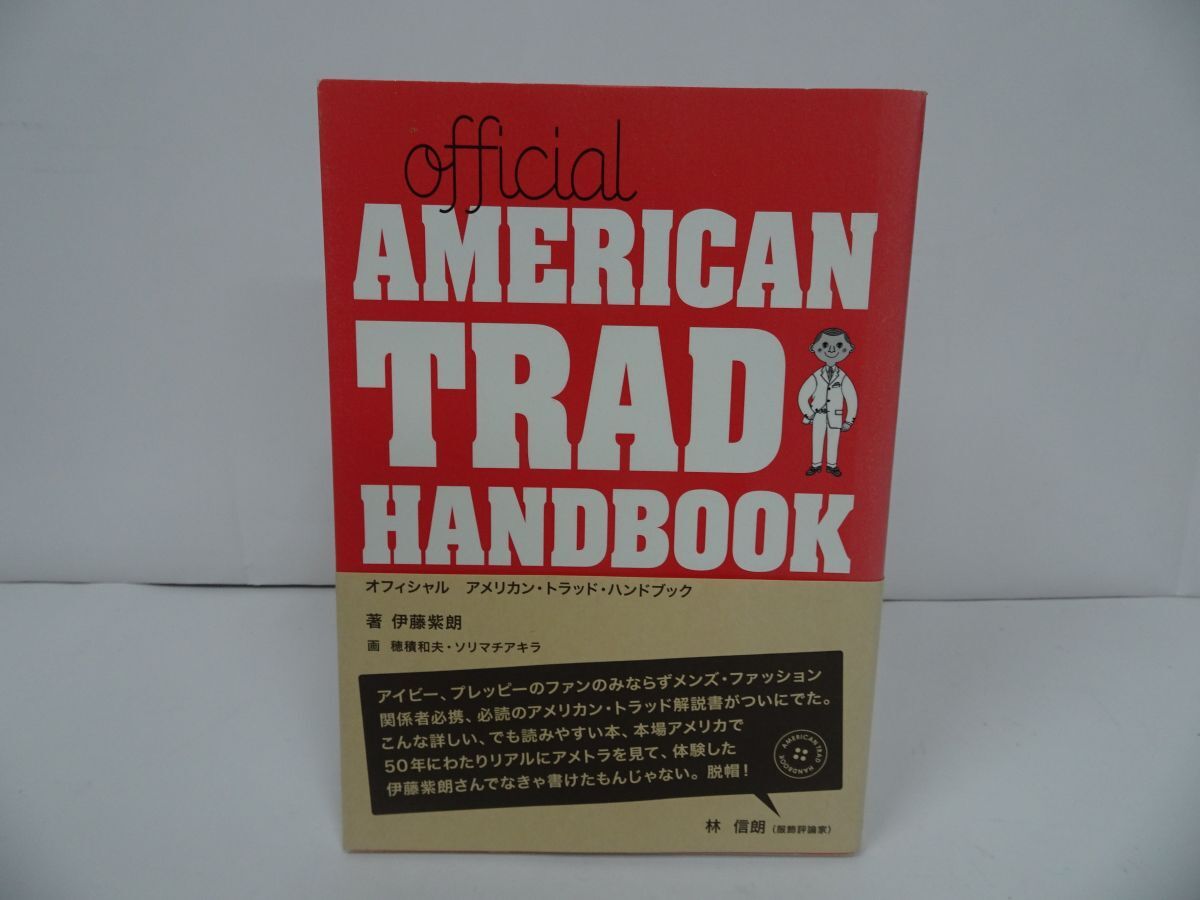 official
AMERICAN
TRAD
HANDBOOK
オフィシャル アメリカン・トラッド・ハンドブック
著 伊藤紫朗
画 穂積和夫・ソリマチアキラ
アイビー、プレッピーのファンのみならずメンズ・ファッション
関係者必携、必読のアメリカン・トラッド解説書がついにでた。
こんな詳しい、でも読みやすい本、本場アメリカで
50年にわたりリアルにアメトラを見て、体験した
伊藤紫朗さんでなきゃ書けたもんじゃない。脱帽!
AMERICAN TRAD HANDBOOK
林 信朗(服飾評論家)